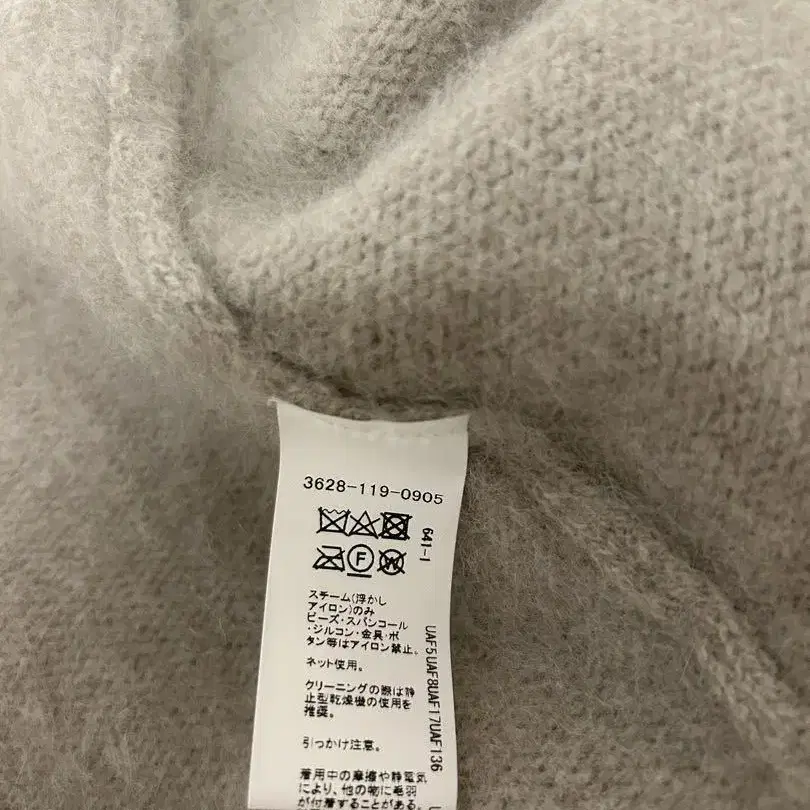 3628-119-0905
641-1
F
W
スチーム(浮かし
アイロン)のみ
ビーズ・スパンコール
・ジルコン・金具・ボ
タン等はアイロン禁止。
ネット使用。
クリーニングの際は静
止型乾燥機の使用を
推奨。
引っかけ注意。
着用中の摩擦や静電気
により、他の物に毛羽
が付着することがある。
UAF5UAF8UAF17UAF136